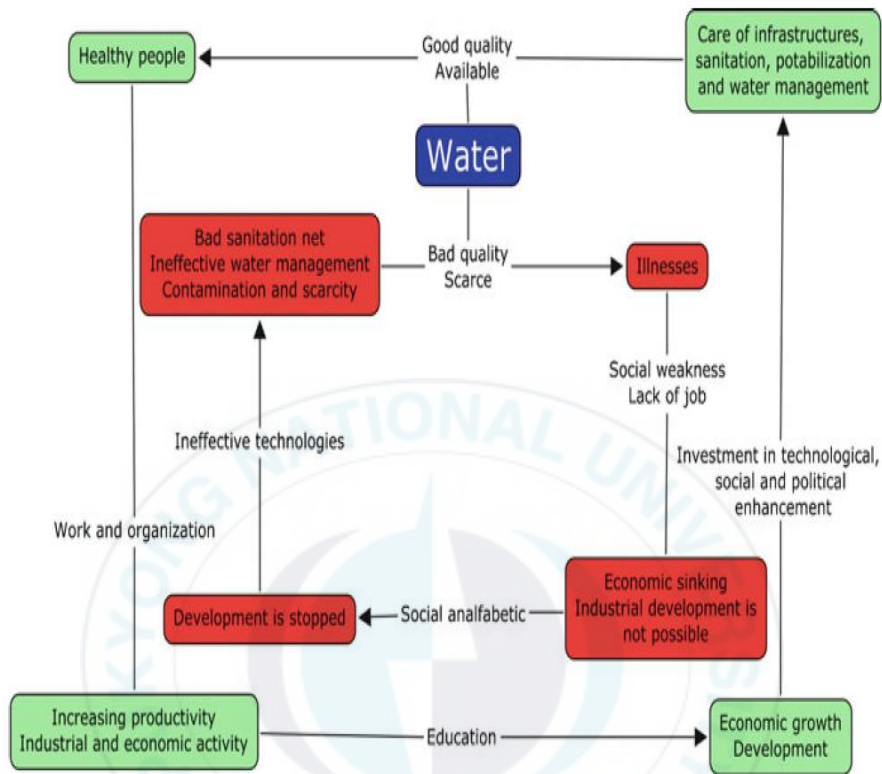 Healthy people
Good quality
Available
Care of infrastructures,
sanitation, potabilization
and water management
Water
Bad sanitation net
Ineffective water management
Contamination and scarcity
Bad quality
Scarce
Illnesses
Social weakness
Lack of job
Ineffective technologies
Investment in technological,
social and political
enhancement
Work and organization
Development is stopped
Social analfabetic
Economic sinking
Industrial development is
not possible
Increasing productivity
Industrial and economic activity
Education
Economic growth
Development
KYONG NATIONAL UNIVERSI